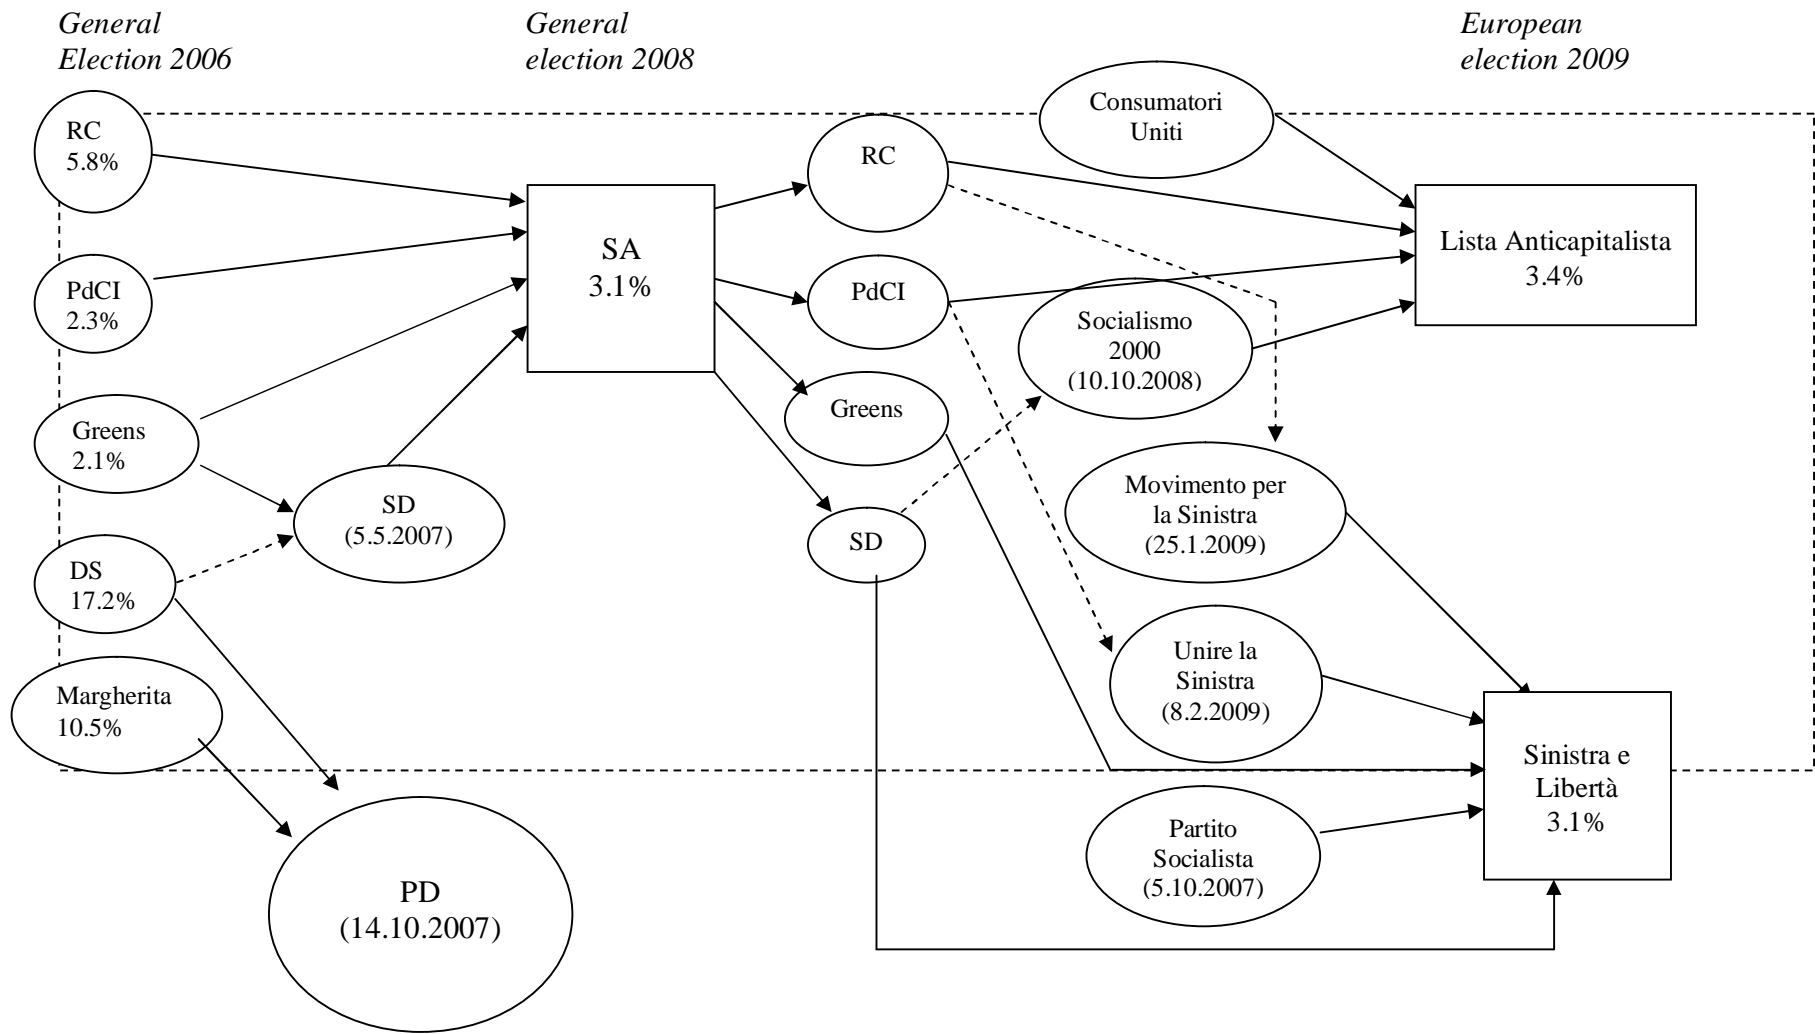 General
Election 2006
General
election 2008
European
election 2009
RC
5.8%
PdCI
2.3%
Greens
2.1%
DS
17.2%
Margherita
10.5%
SD
(5.5.2007)
PD
(14.10.2007)
SA
3.1%
RC
PdCI
Greens
SD
Consumatori
Uniti
Socialismo
2000
(10.10.2008)
Movimento per
la Sinistra
(25.1.2009)
Unire la
Sinistra
(8.2.2009)
Partito
Socialista
(5.10.2007)
Lista Anticapitalista
3.4%
Sinistra e
Libertà
3.1%